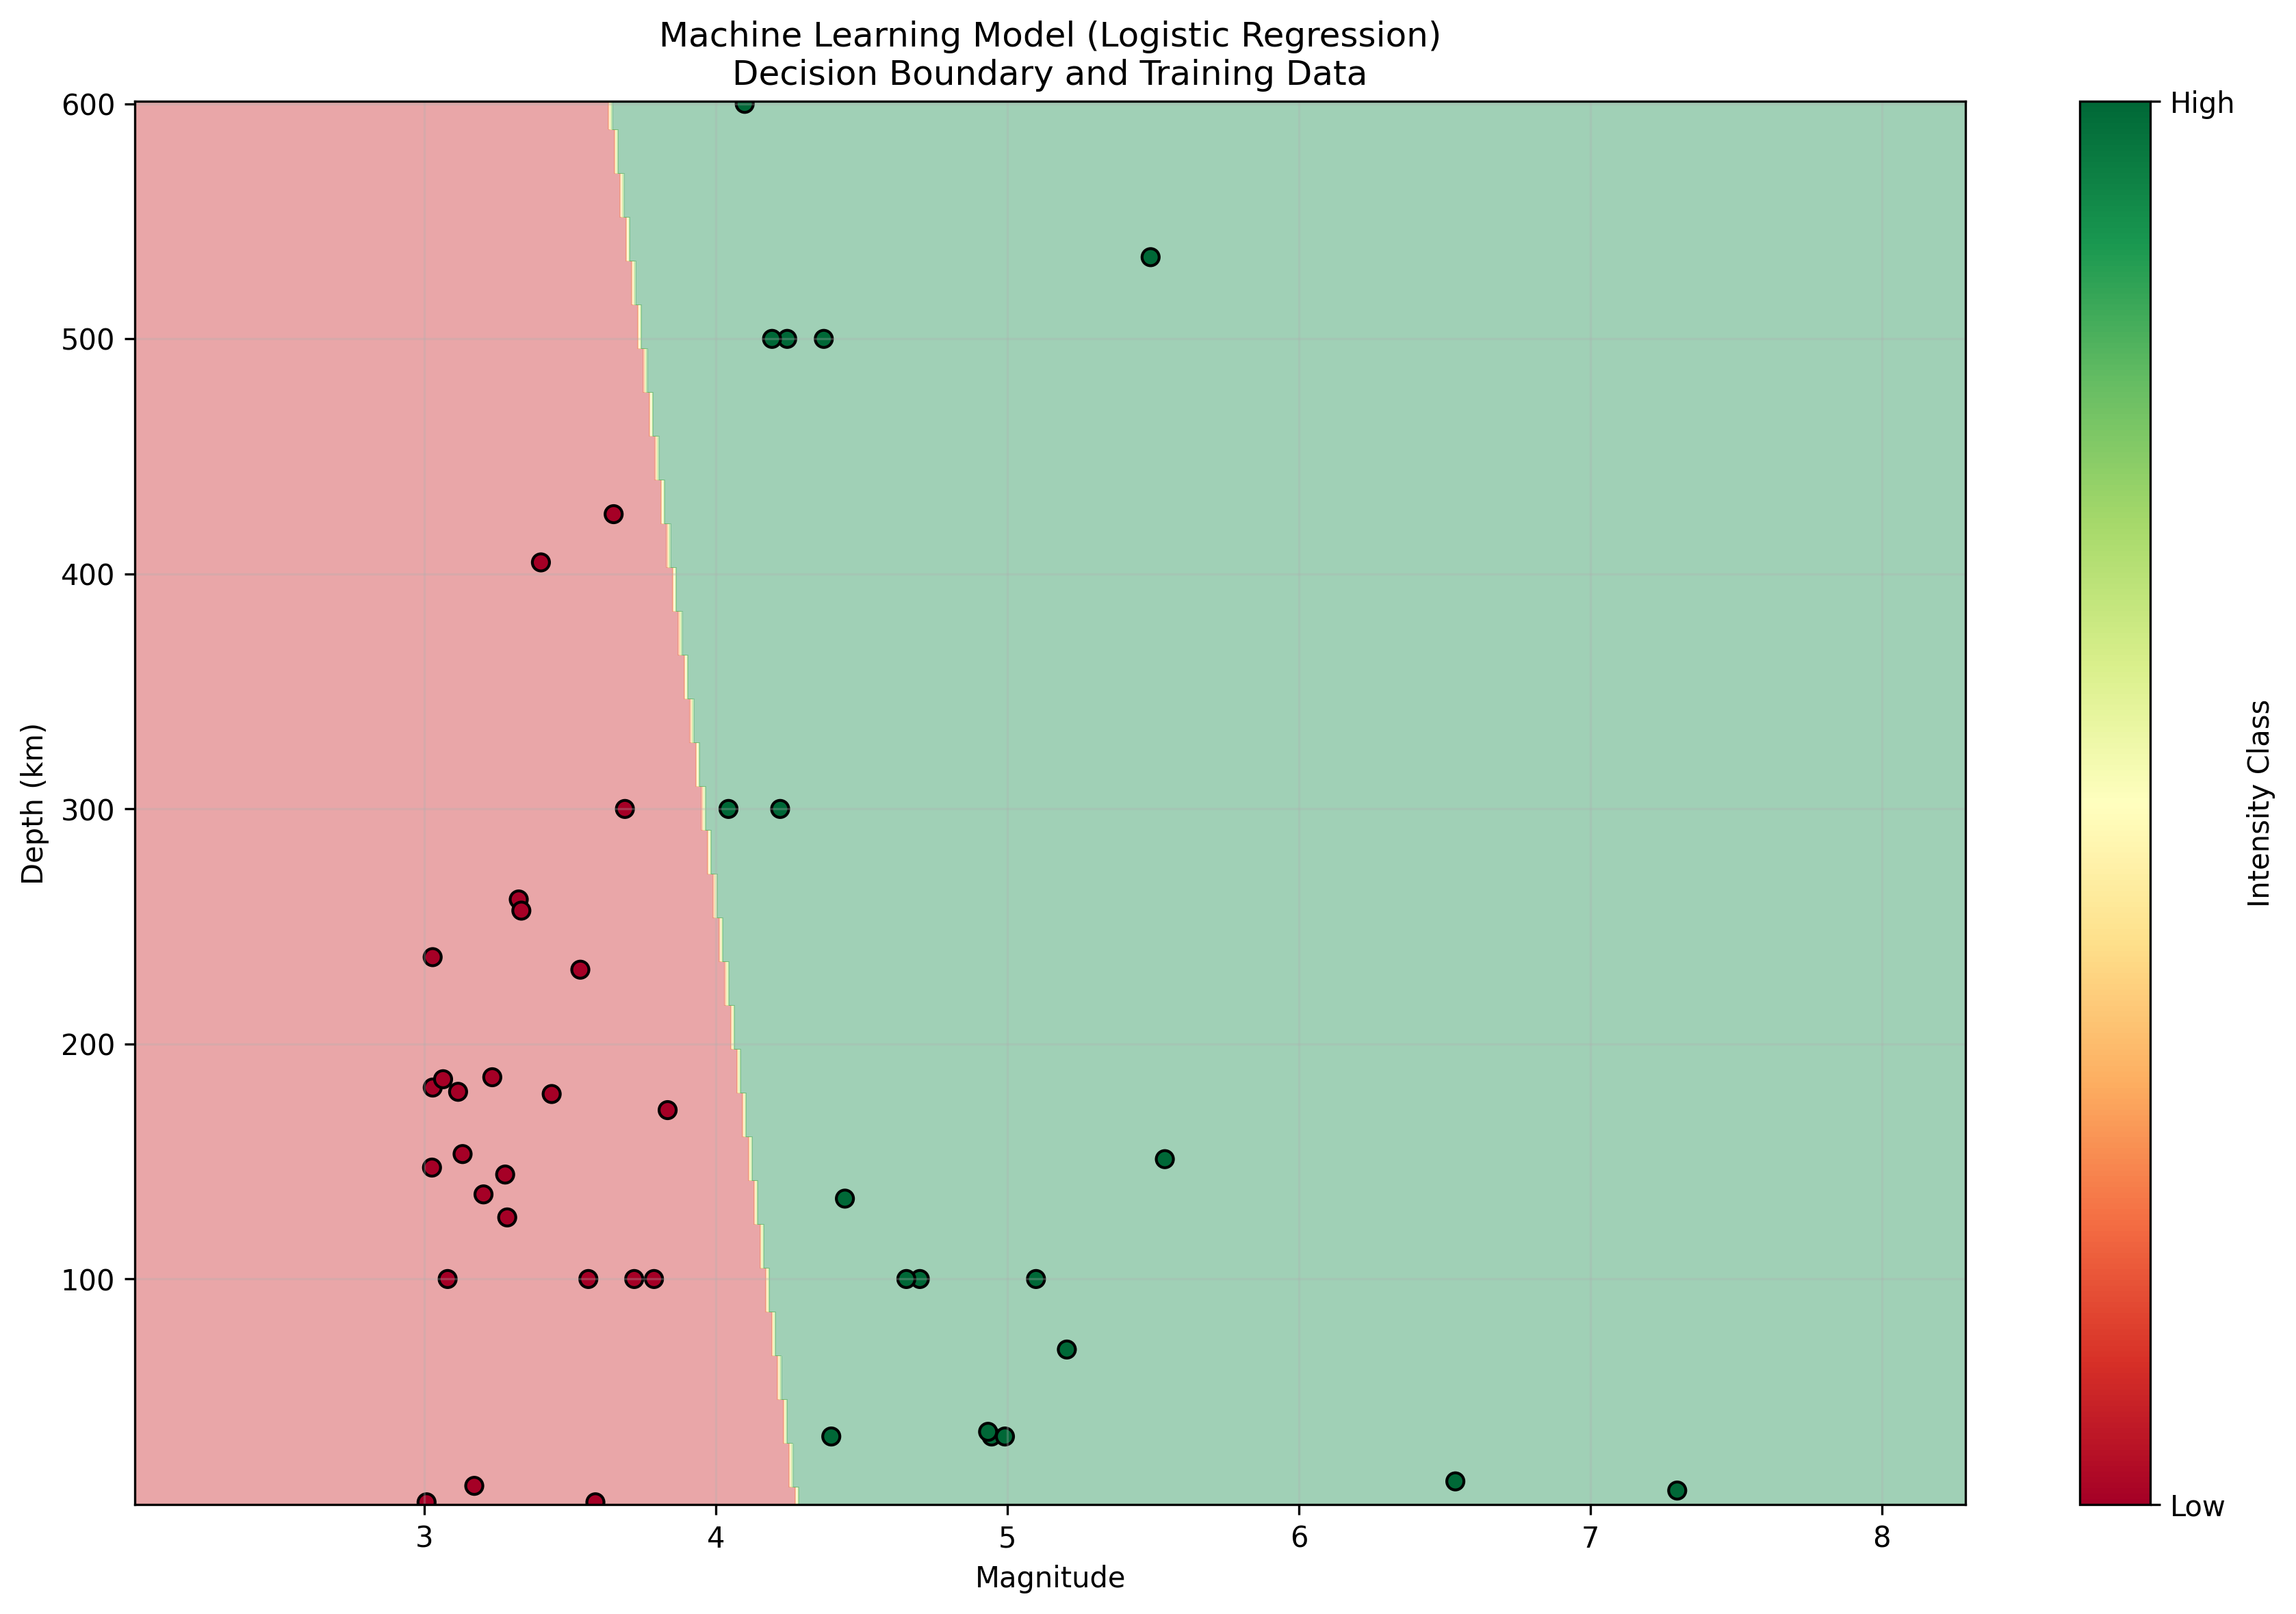 Machine Learning Model (Logistic Regression)
Decision Boundary and Training Data
600
500
400
300
200
100
Depth (km)
3 4 5 6 7 8
Magnitude
High
Low
Intensity Class